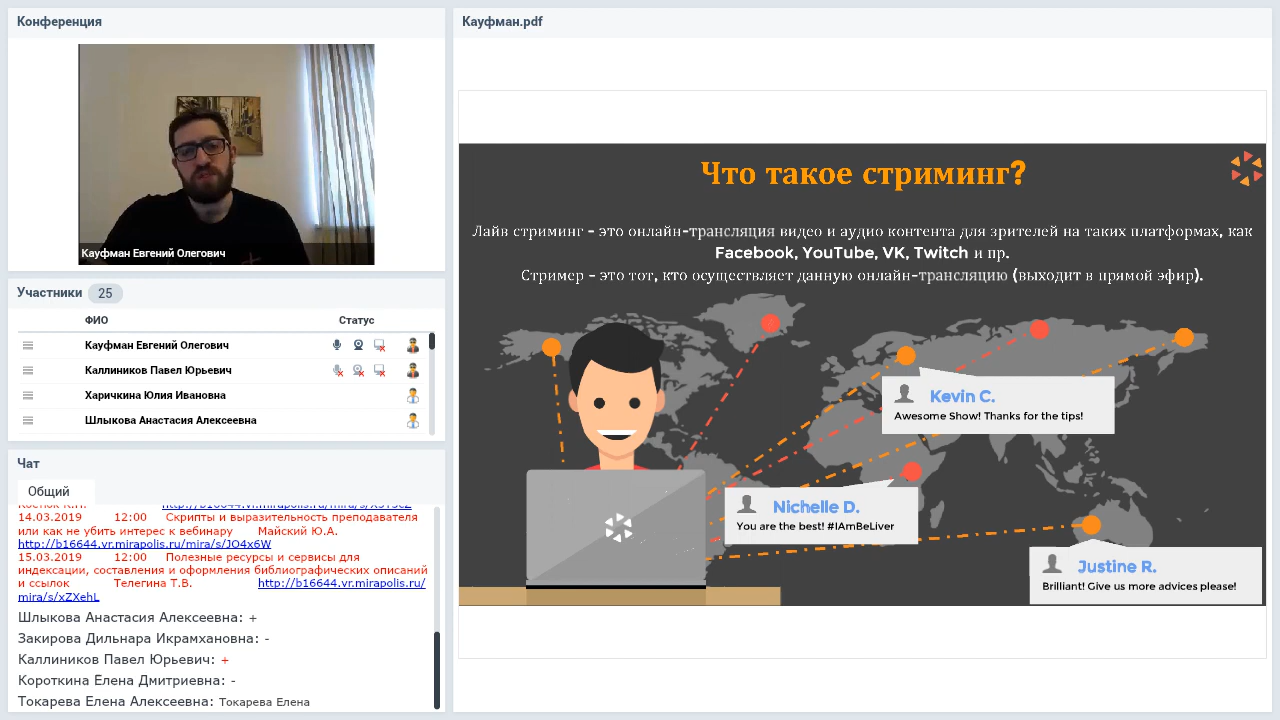 Конференция
Кауфман Евгений Олегович
Участники 25
ФИО Статус
Кауфман Евгений Олегович
Каллиников Павел Юрьевич
Харичкина Юлия Ивановна
Шлыкова Анастасия Алексеевна
Чат
Общий
14.03.2019 12:00 Скрипты и выразительность преподавателя
или как не убить интерес к вебинару Майский Ю.А.
http://b16644.vr.mirapolis.ru/mira/s/JO4x6W
15.03.2019 12:00 Полезные ресурсы и сервисы для
индексации, составления и оформления библиографических описаний
и ссылок Телегина Т.В. http://b16644.vr.mirapolis.ru/
mira/s/xZXehL
Шлыкова Анастасия Алексеевна: +
Закирова Дильнара Икрамхановна: -
Каллиников Павел Юрьевич: +
Короткина Елена Дмитриевна: -
Токарева Елена Алексеевна: Токарева Елена
Кауфман.pdf
Что такое стриминг?
Лайв стриминг - это онлайн-трансляция видео и аудио контента для зрителей на таких платформах, как
Facebook, YouTube, VK, Twitch и пр.
Стример - это тот, кто осуществляет данную онлайн-трансляцию (выходит в прямой эфир).
Kevin C.
Awesome Show! Thanks for the tips!
Nichelle D.
You are the best! #IAmBeLiver
Justine R.
Brilliant! Give us more advices please!